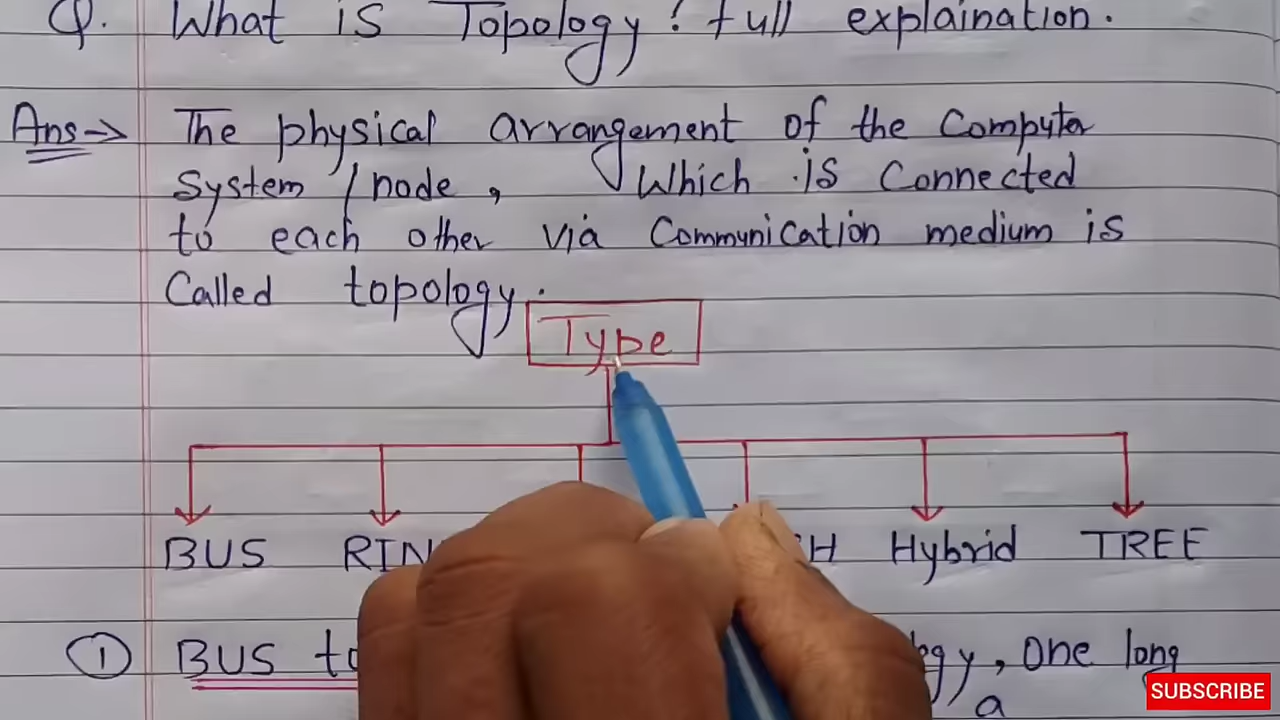 Q. What is Topology? full explaination.
Ans→ The physical arrangement of the Computer
System / node , Which is Connected
to each other via Communication medium is
Called topology.
Type
BUS Hybrid TREE
① BUS , One long
a
SUBSCRIBE